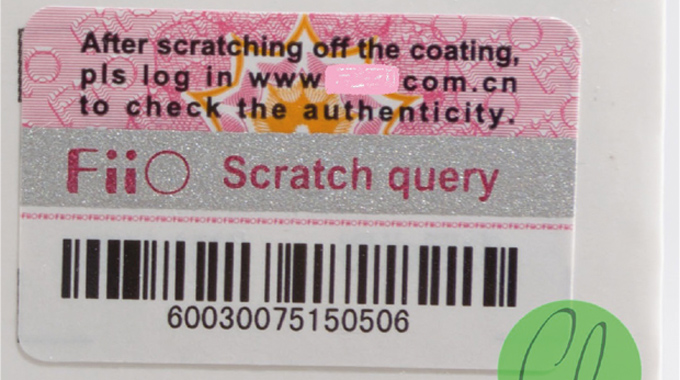 After scratching off the coating,
pls log in www com.cn
to check the authenticity.
FiiO Scratch query
60030075150506